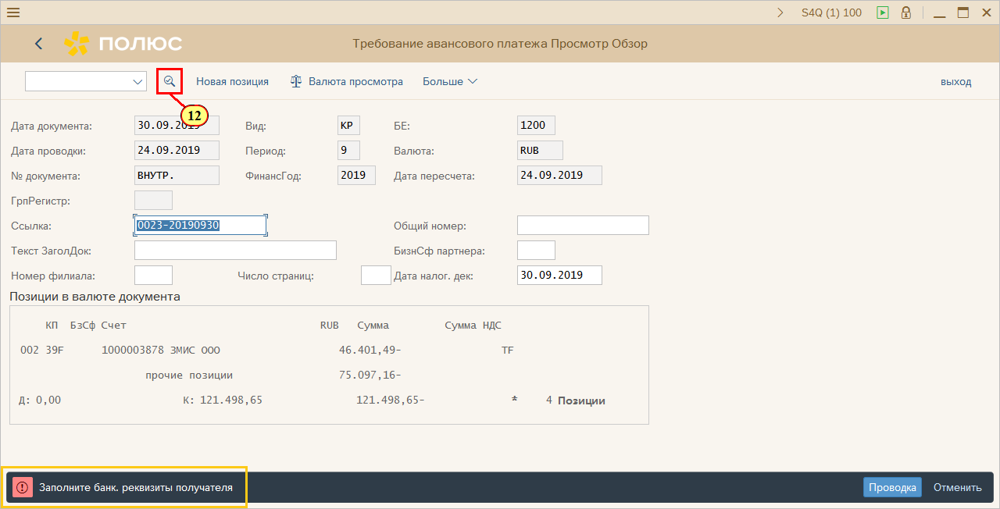 S4Q (1) 100
ПОЛЮС
Требование авансового платежа Просмотр Обзор
Новая позиция Валюта просмотра Больше выход
12
Дата документа: 30.09.2019 Вид: KP БЕ: 1200
Дата проводки: 24.09.2019 Период: 9 Валюта: RUB
№ документа: ВНУТР. ФинансГод: 2019 Дата пересчета: 24.09.2019
ГрпРегистр:
Ссылка: 0023-20190930 Общий номер:
Текст ЗаголДок: БизнСф партнера:
Номер филиала: Число страниц: Дата налог. дек: 30.09.2019
Позиции в валюте документа
КП БзСф Счет RUB Сумма Сумма НДС
002 39F 1000003878 ЗМИС ООО 46.401,49- TF
прочие позиции 75.097,16-
Д: 0,00 К: 121.498,65 121.498,65- * 4 Позиции
Заполните банк. реквизиты получателя Проводка Отменить